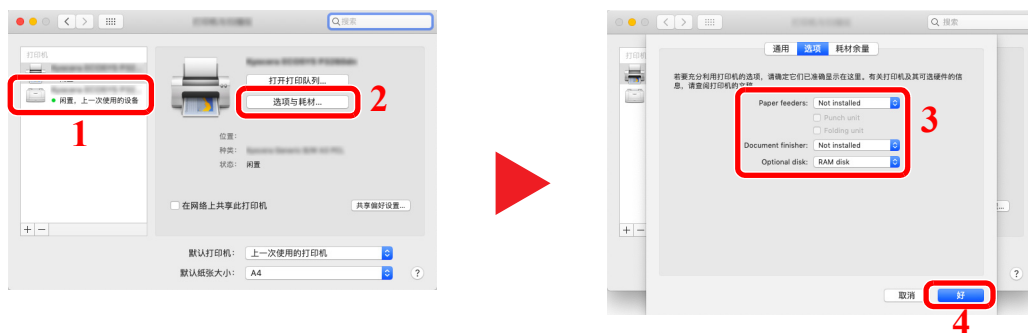 搜索
打印机
闲置，上一次使用的设备
1
打开打印队列...
选项与耗材...
2
位置：
种类：
状态： 闲置
在网络上共享此打印机
共享偏好设置...
+ −
默认打印机： 上一次使用的打印机
默认纸张大小： A4
?
搜索
通用 选项 耗材余量
若要充分利用打印机的选项，请确定它们已准确显示在这里。有关打印机及其可选硬件的信
息，请查阅打印机的文档。
Paper feeders: Not installed
Punch unit
Folding unit
Document finisher: Not installed
Optional disk: RAM disk
3
+ −
?
取消 好
4